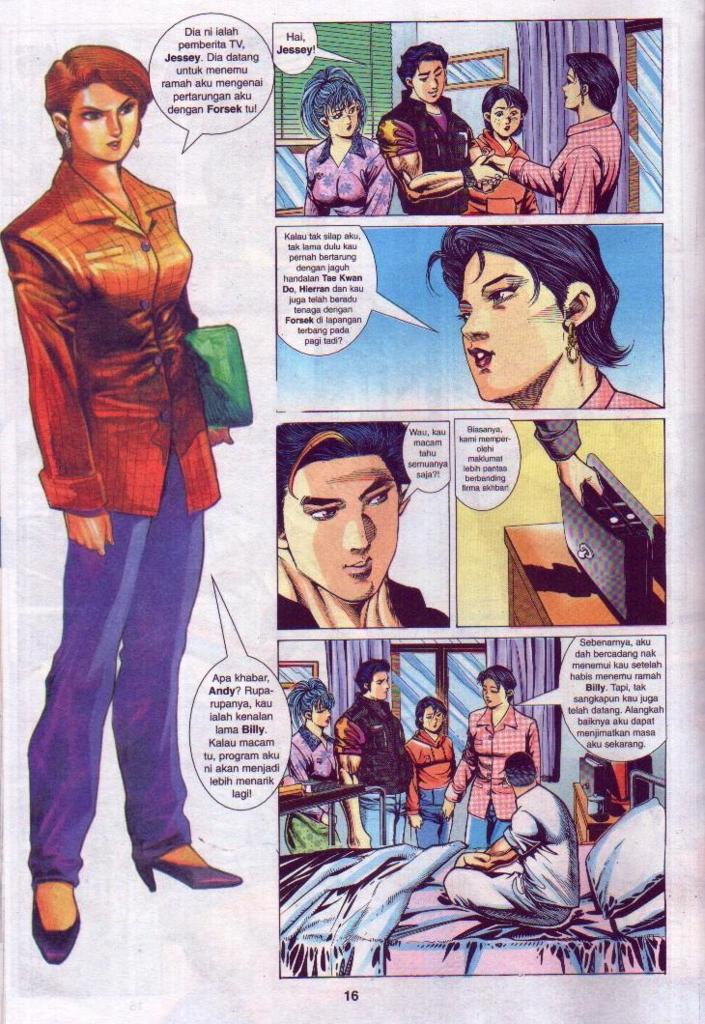 Dia ni ialah
pemberita TV,
Jessey. Dia datang
untuk menemu
ramah aku mengenai
pertarungan aku
dengan Forsek tu!
Hai,
Jessey!
Kalau tak silap aku,
tak lama dulu kau
pernah bertarung
dengan jaguh
handalan Tae Kwan
Do, Hierran dan kau
juga telah beradu
tenaga dengan
Forsek di lapangan
terbang pada
pagi tadi?
Wau, kau
macam
tahu
semuanya
saja?!
Biasanya,
kami memper-
olehi
maklumat
lebih pantas
berbanding
firma akhbar!
Apa khabar,
Andy? Rupa-
rupanya, kau
ialah kenalan
lama Billy.
Kalau macam
tu, program aku
ni akan menjadi
lebih menarik
lagi!
Sebenarnya, aku
dah bercadang nak
menemui kau setelah
habis menemu ramah
Billy. Tapi, tak
sangkapun kau juga
telah datang. Alangkah
baiknya aku dapat
menjimatkan masa
aku sekarang.
16